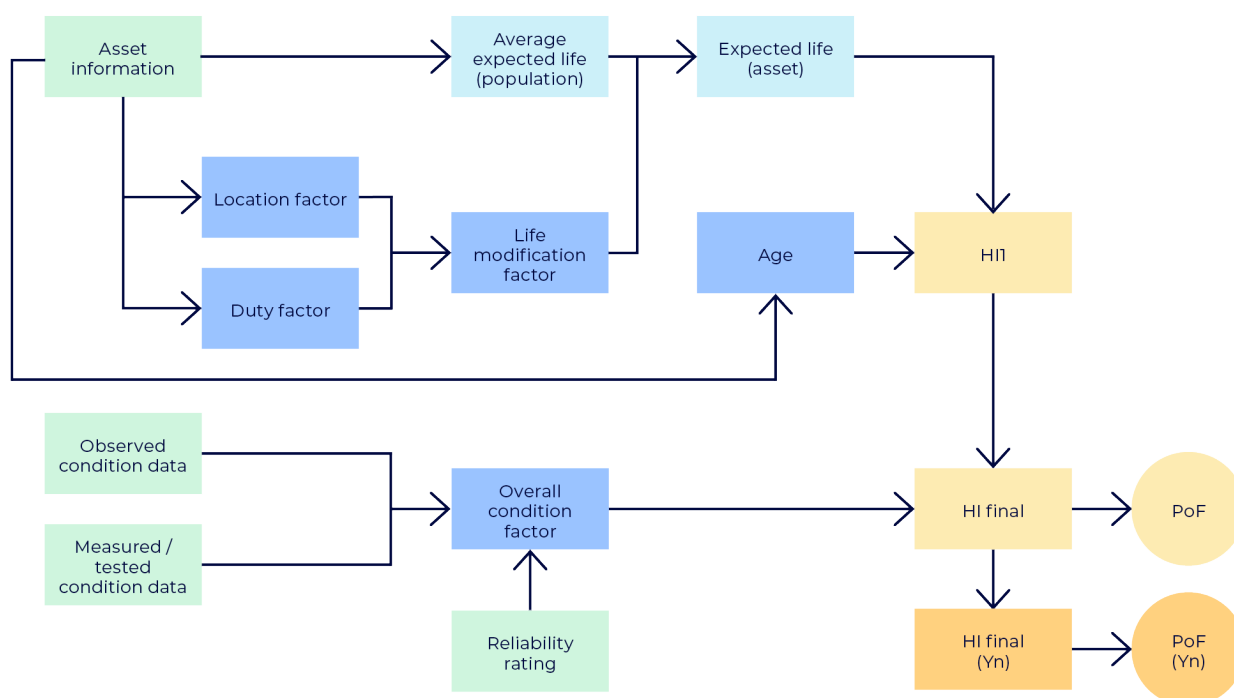 Asset
information
Average
expected life
(population)
Expected life
(asset)
Location factor
Duty factor
Life
modification
factor
Age
HI1
Observed
condition data
Measured /
tested
condition data
Overall
condition
factor
Reliability
rating
HI final
PoF
HI final
(Yn)
PoF
(Yn)